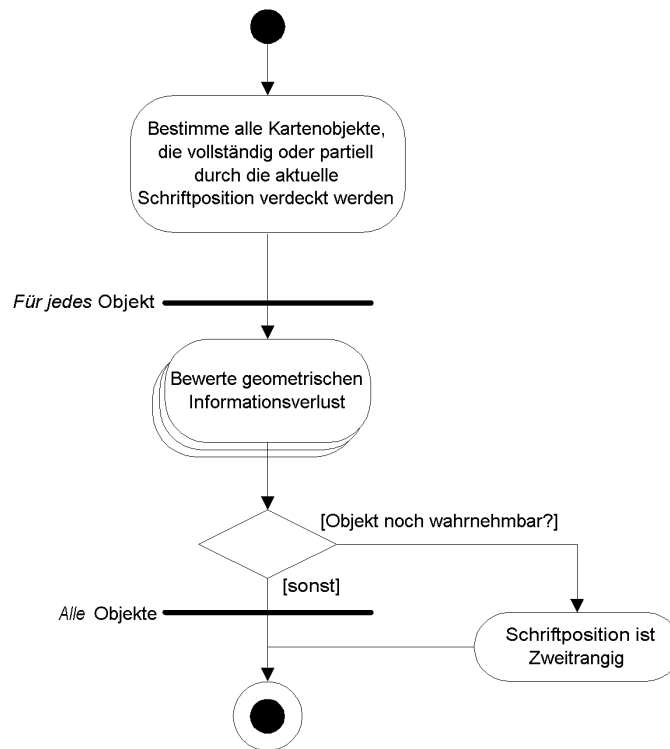 Bestimme alle Kartenobjekte,
die vollständig oder partiell
durch die aktuelle
Schriftposition verdeckt werden
Für jedes Objekt
Bewerte geometrischen
Informationsverlust
[Objekt noch wahrnehmbar?]
[sonst]
Alle Objekte
Schriftposition ist
Zweitrangig